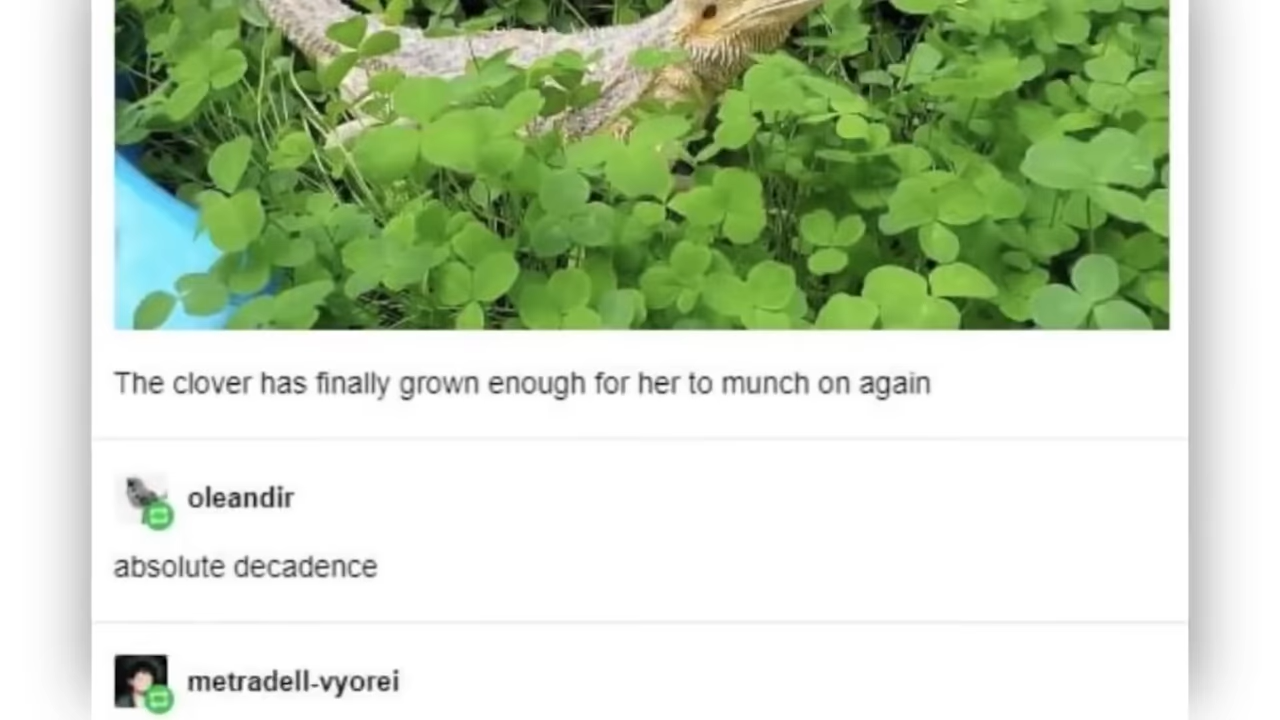 The clover has finally grown enough for her to munch on again
oleandir
absolute decadence
metradell-vyorei